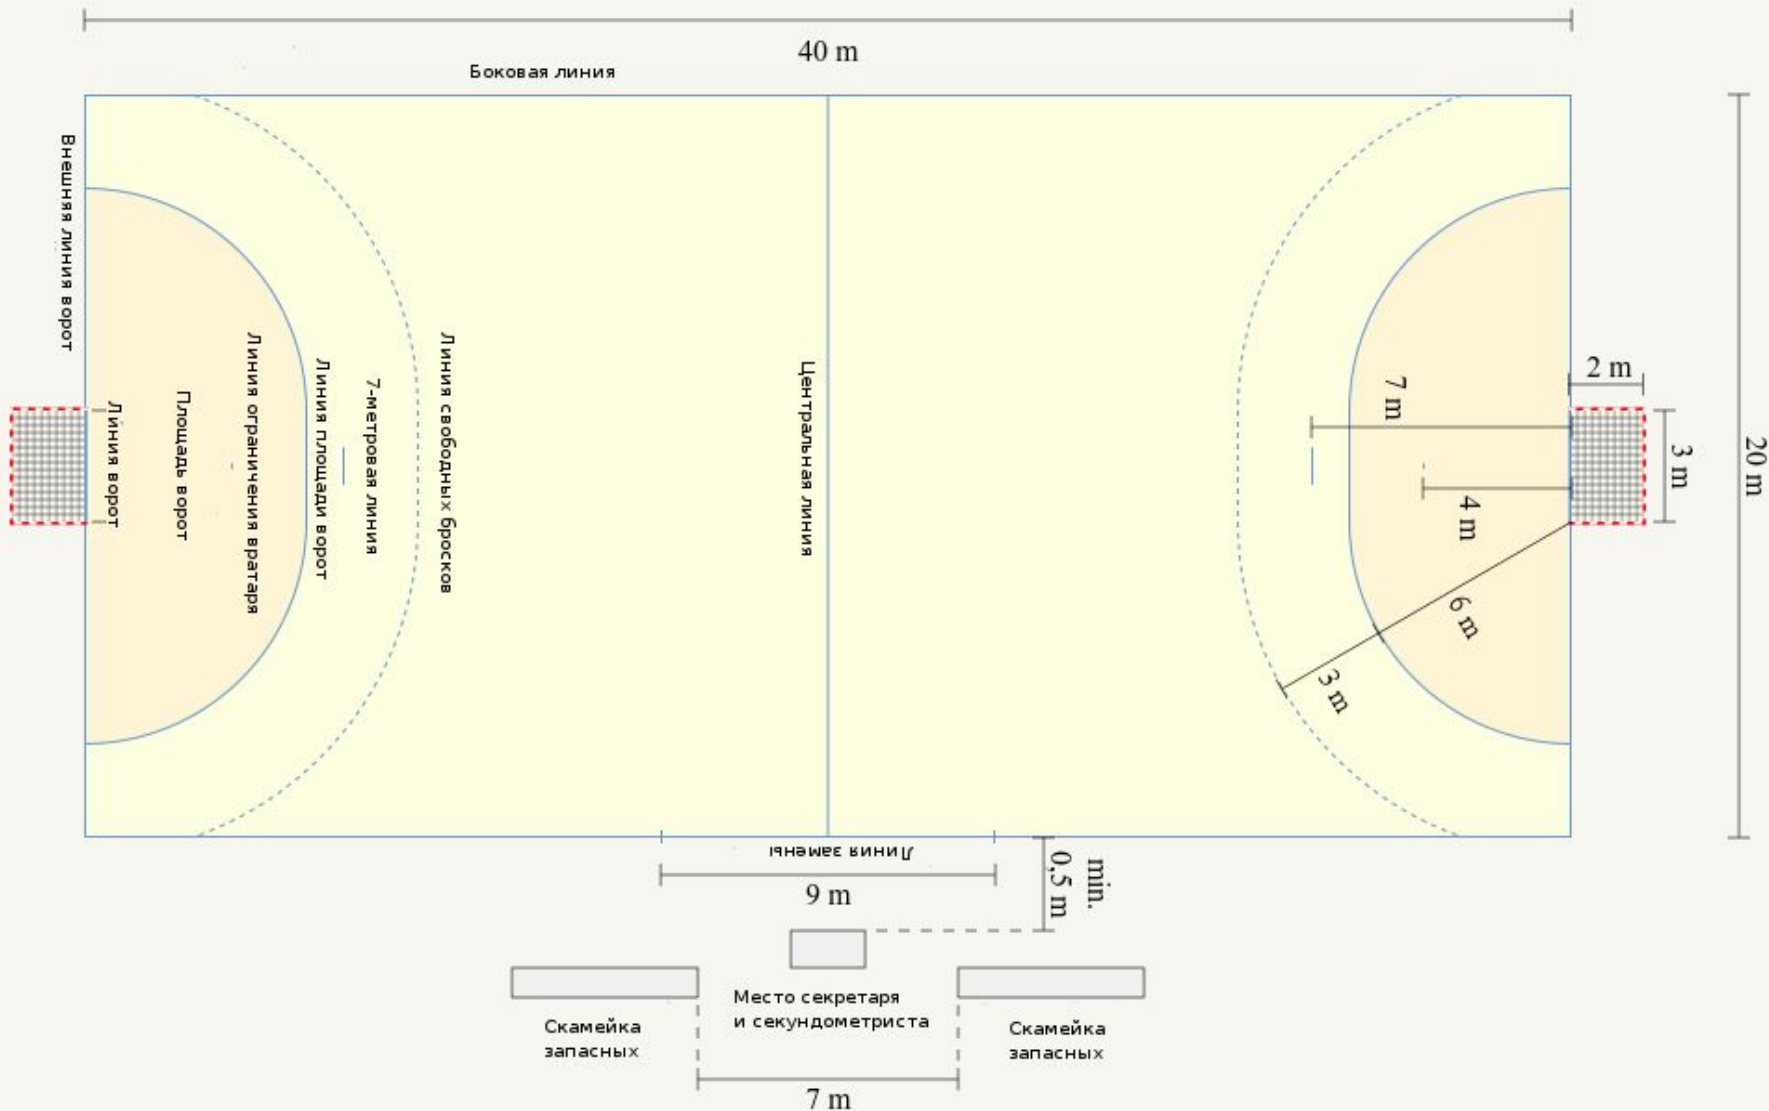 40 m
Боковая линия
Внешняя линия ворот
Линия ворот
Площадь ворот
Линия ограничения вратаря
Линия площади ворот
7-метровая линия
Линия свободных бросков
Центральная линия
7 m
4 m
6 m
3 m
2 m
3 m
20 m
Линия замены
9 m
min.
0,5 m
Место секретаря
и секундометриста
Скамейка
запасных
Скамейка
запасных
7 m